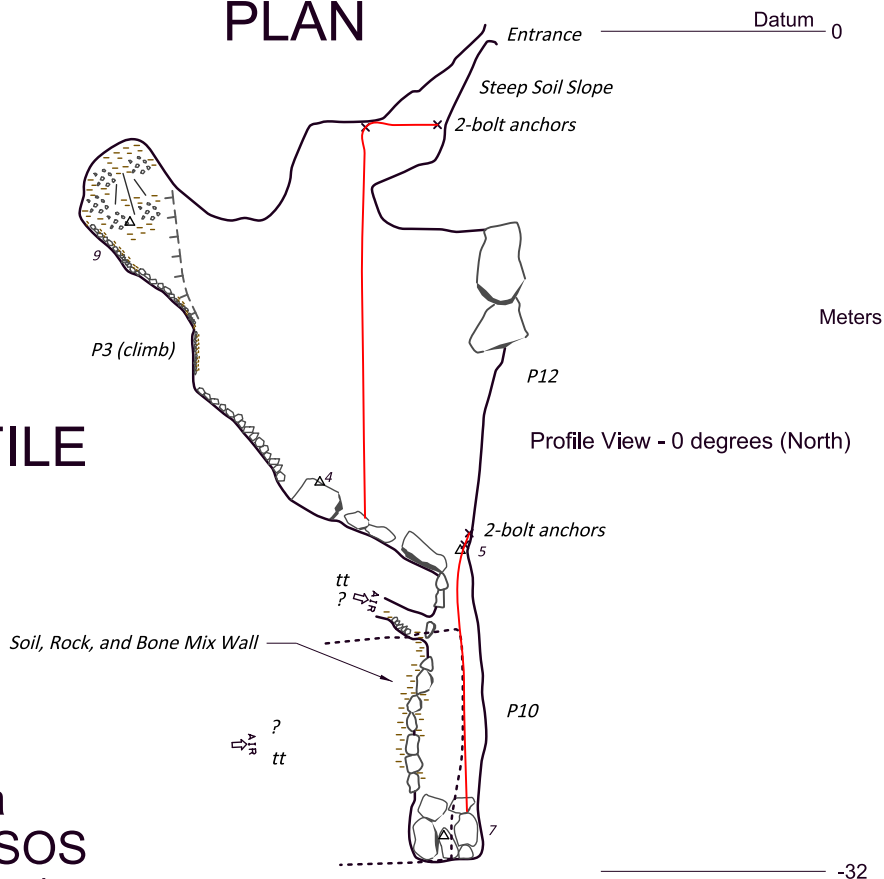 PLAN
Entrance
Datum 0
Steep Soil Slope
2-bolt anchors
9
Meters
P3 (climb)
P12
Profile View - 0 degrees (North)
4
2-bolt anchors
5
tt
? AIR
Soil, Rock, and Bone Mix Wall
P10
?
AIR
tt
7
SOS
-32